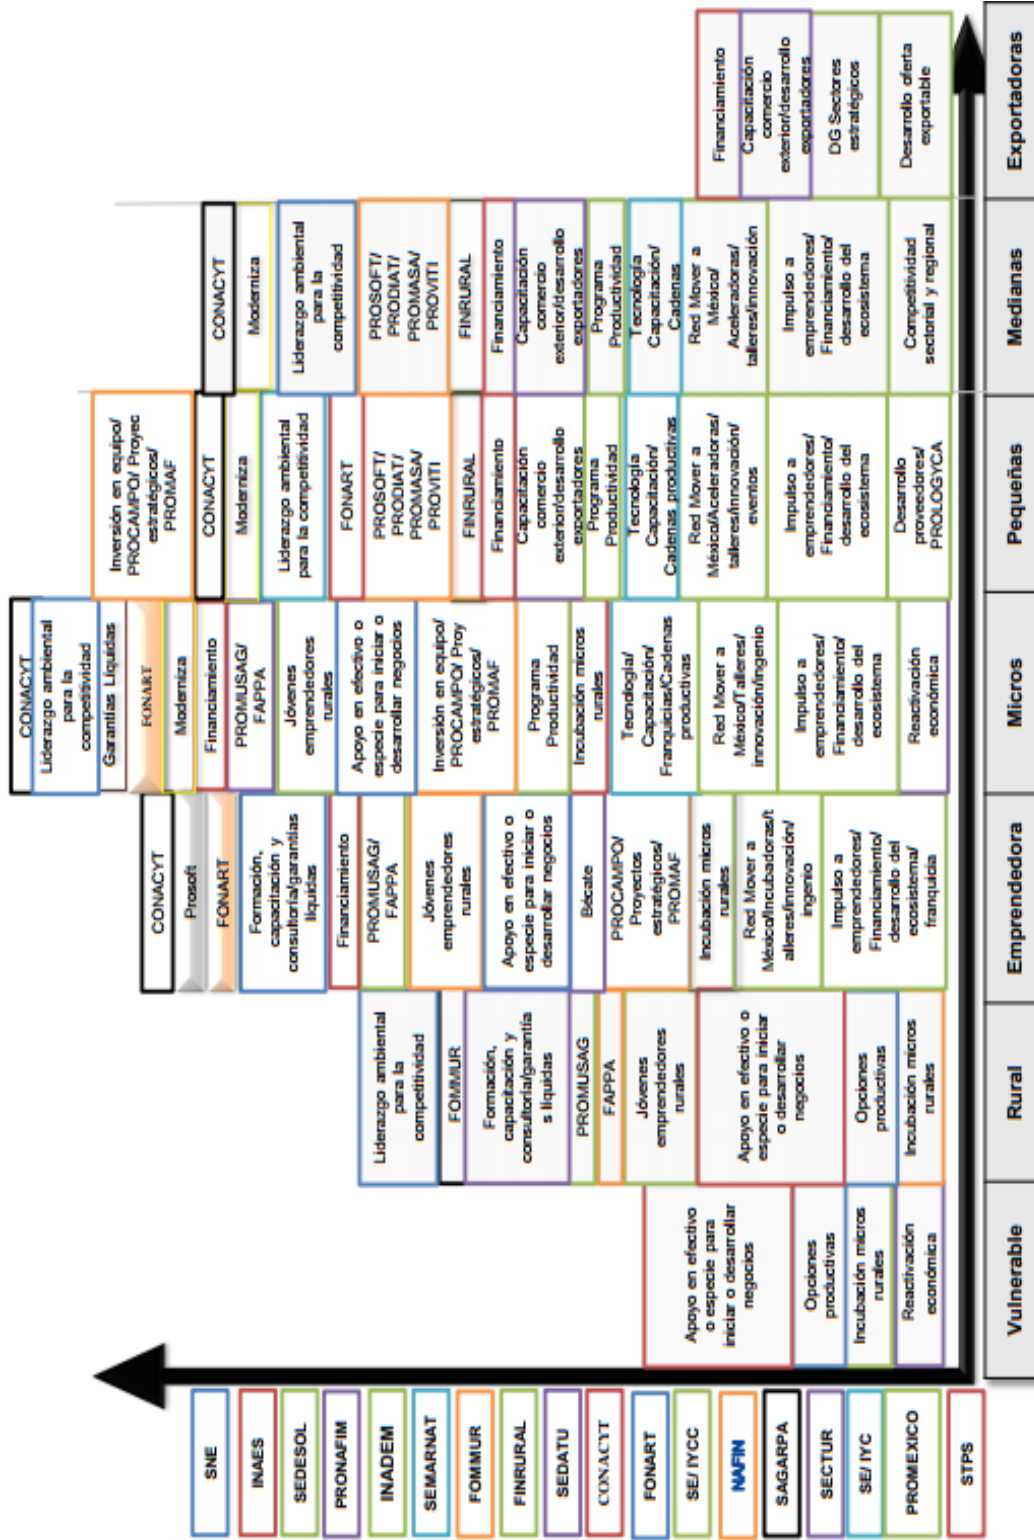 SNE
INAES
SEDESOL
PRONAFIM
INADEM
SEMARNAT
FOMMUR
FINRURAL
SEDATU
CONACYT
FONART
SE/ IYCC
NAFIN
SAGARPA
SECTUR
SE/ IYC
PROMEXICO
STPS
Apoyo en efectivo
o especie para
iniciar o desarrollar
negocios
Opciones
productivas
Incubación micros
rurales
Reactivación
económica
Vulnerable
Liderazgo ambiental
para la
competitividad
FOMMUR
Formación,
capacitación y
consultoría/garantía
s líquidas
PROMUSAG
FAPPA
Jóvenes
emprendedores
rurales
Apoyo en efectivo o
especie para iniciar
o desarrollar
negocios
Opciones
productivas
Incubación micros
rurales
Rural
CONACYT
Prosoft
FONART
Formación,
capacitación y
consultoría/garantías
líquidas
Financiamiento
PROMUSAG/
FAPPA
Jóvenes
emprendedores
rurales
Apoyo en efectivo o
especie para iniciar o
desarrollar negocios
Bécate
PROCAMPO/
Proyectos
estratégicos/
PROMAF
Incubación micros
rurales
Red Mover a
México/Incubadoras/t
alleres/innovación/
ingenio
Impulso a
emprendedores/
Financiamiento/
desarrollo del
ecosistema/
franquicia
Emprendedora
CONACYT
Liderazgo ambiental
para la
competitividad
Garantías Líquidas
FONART
Moderniza
Financiamiento
PROMUSAG/
FAPPA
Jóvenes
emprendedores
rurales
Apoyo en efectivo o
especie para iniciar o
desarrollar negocios
Inversión en equipo/
PROCAMPO/ Proy
estratégicos/
PROMAF
Programa
Productividad
Incubación micros
rurales
Tecnología/
Capacitación/
Franquicias/Cadenas
productivas
Red Mover a
México/Talleres/
innovación/ingenio
Impulso a
emprendedores/
Financiamiento/
desarrollo del
ecosistema
Reactivación
económica
Micros
Inversión en equipo/
PROCAMPO/ Proyec
estratégicos/
PROMAF
CONACYT
Moderniza
Liderazgo ambiental
para la competitividad
FONART
PROSOFT/
PRODIAT/
PROMASA/
PROVITI
FINRURAL
Financiamiento
Capacitación
comercio
exterior/desarrollo
exportadores
Programa
Productividad
Tecnología
Capacitación/
Cadenas productivas
Red Mover a
México/Aceleradoras/
talleres/innovación/
eventos
Impulso a
emprendedores/
Financiamiento/
desarrollo del
ecosistema
Desarrollo
proveedores/
PROLOGYCA
Pequeñas
CONACYT
Moderniza
Liderazgo ambiental
para la
competitividad
PROSOFT/
PRODIAT/
PROMASA/
PROVITI
FINRURAL
Financiamiento
Capacitación
comercio
exterior/desarrollo
exportadores
Programa
Productividad
Tecnología
Capacitación/
Cadenas
Red Mover a
México/
Aceleradoras/
talleres/innovación
Impulso a
emprendedores/
Financiamiento/
desarrollo del
ecosistema
Competitividad
sectorial y regional
Medianas
Financiamiento
Capacitación
comercio
exterior/desarrollo
exportadores
DG Sectores
estratégicos
Desarrollo oferta
exportable
Exportadoras